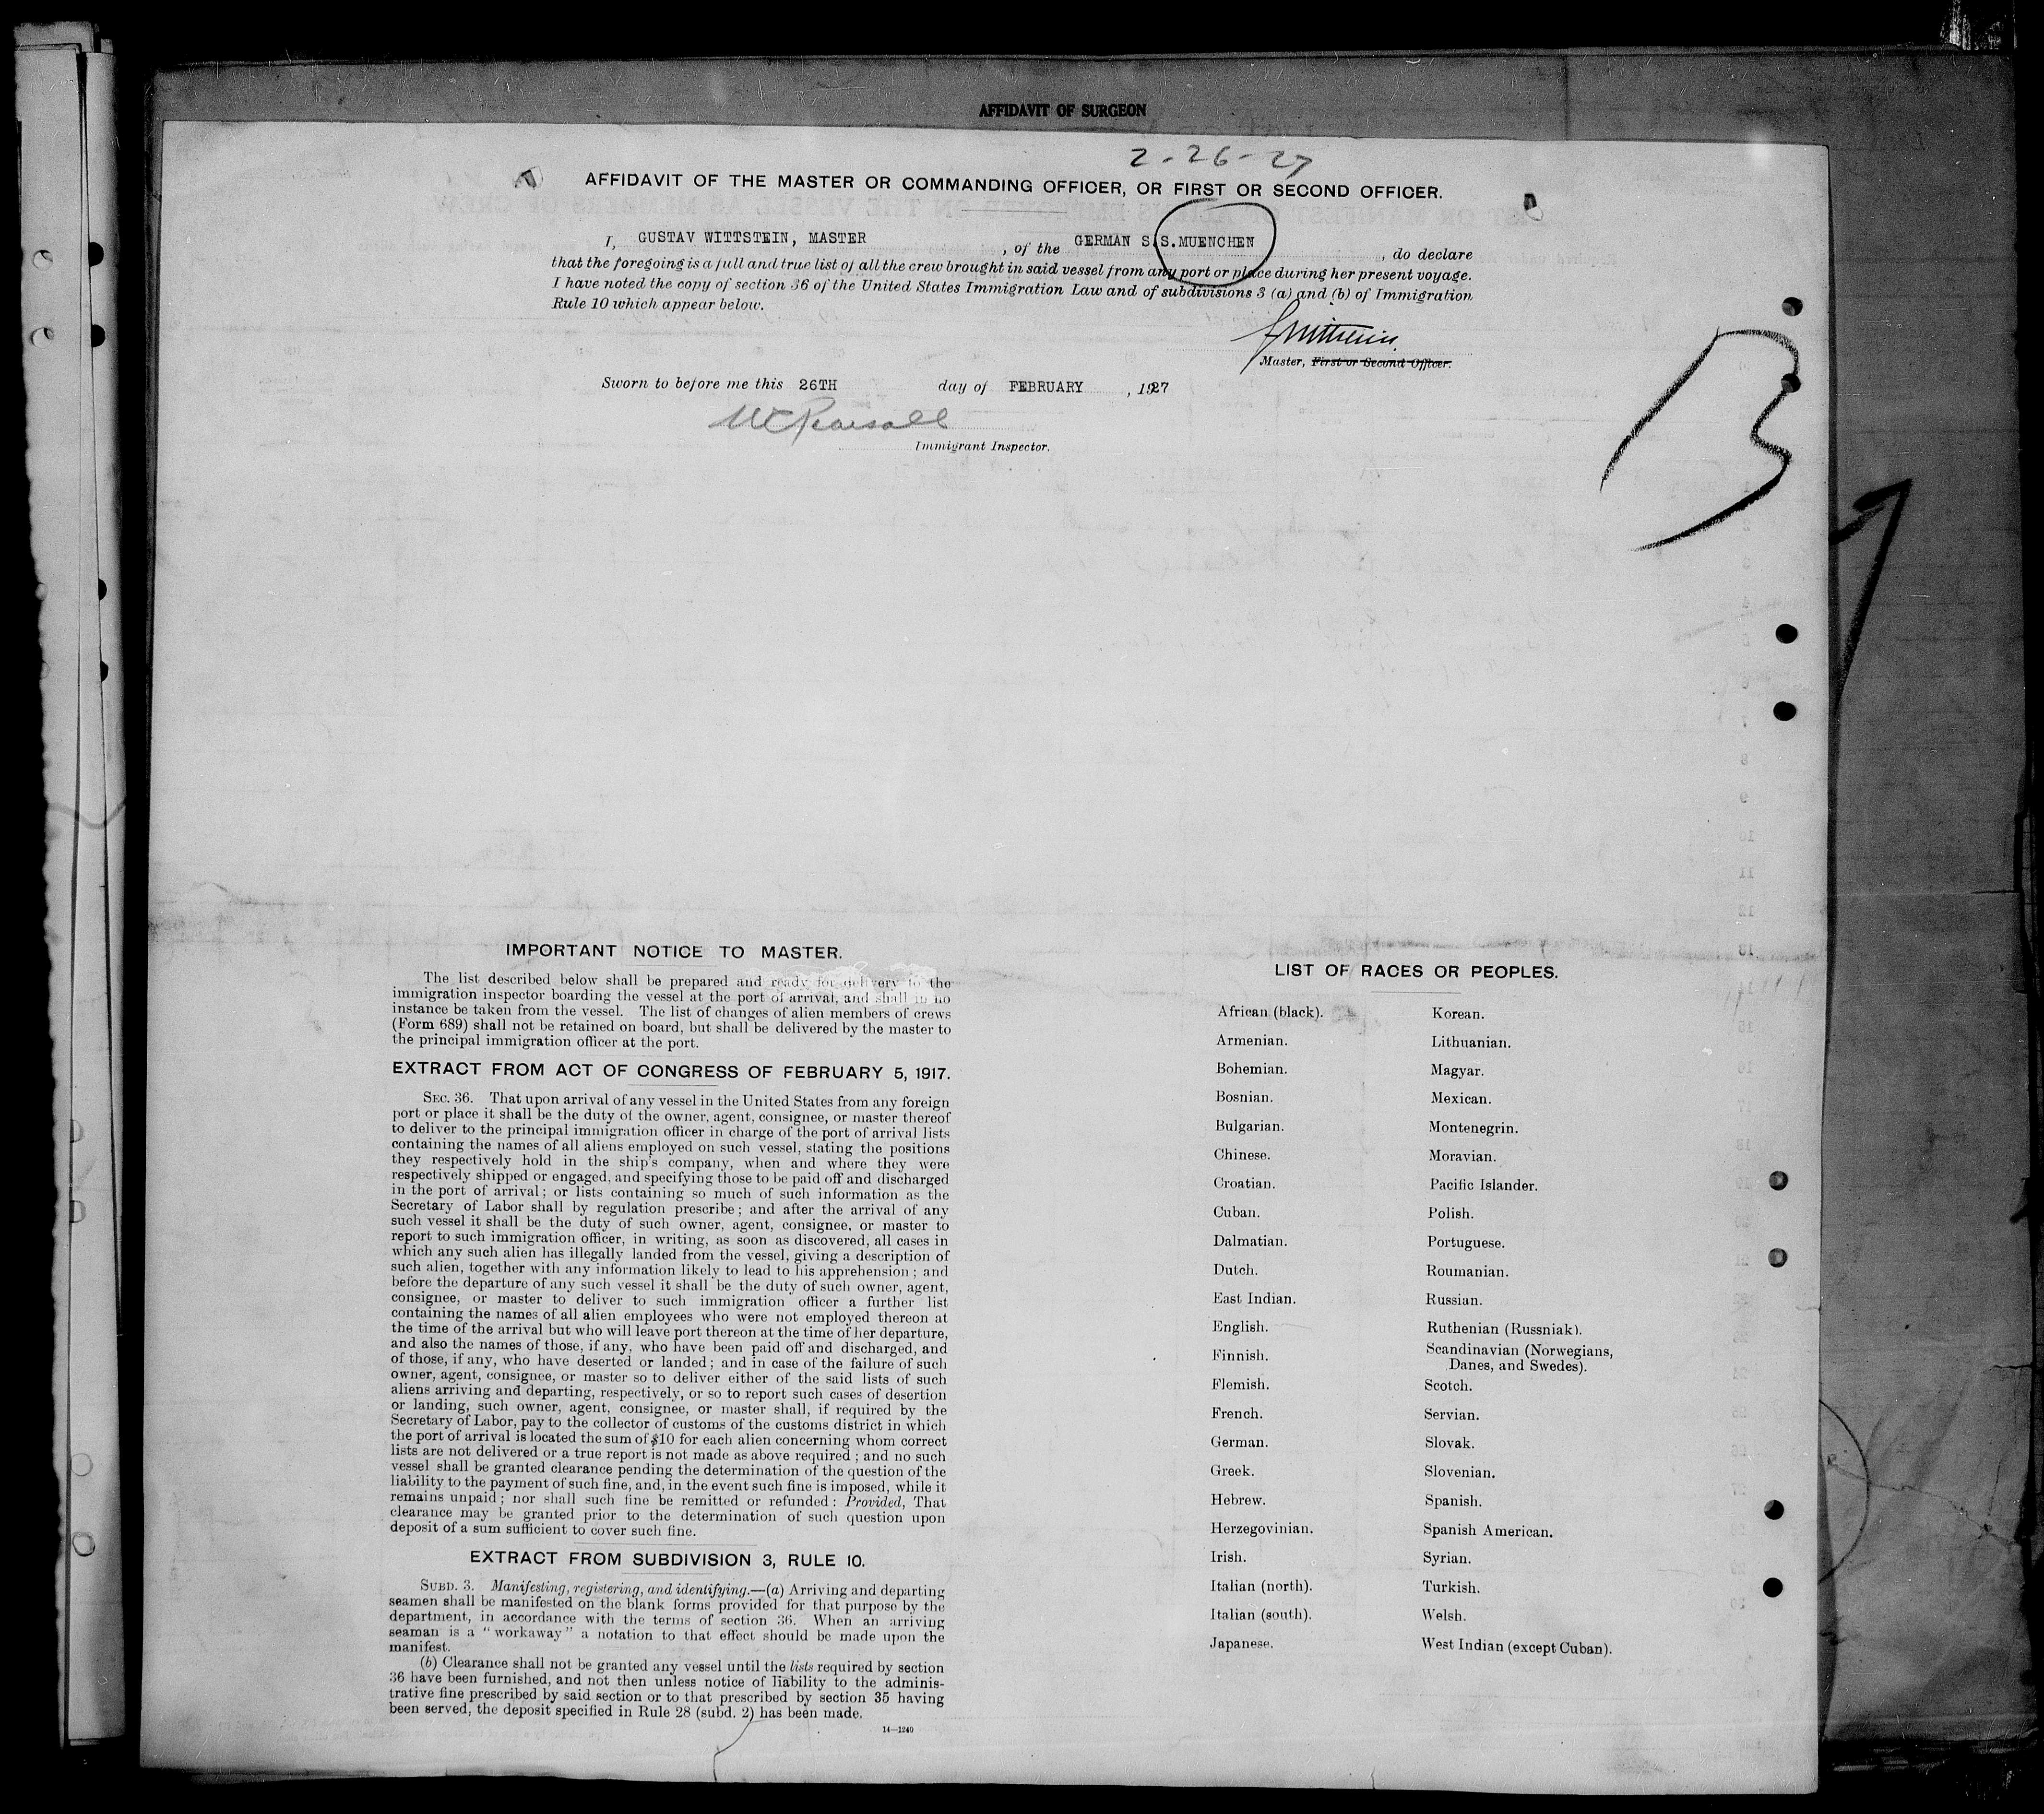 AFFIDAVIT OF SURGEON
2-26-27
AFFIDAVIT OF THE MASTER OR COMMANDING OFFICER, OR FIRST OR SECOND OFFICER.
I, GUSTAV WITTSTEIN, MASTER, of the GERMAN S.S.MUENCHEN, do declare
that the foregoing is a full and true list of all the crew brought in said vessel from any port or place during her present voyage.
I have noted the copy of section 36 of the United States Immigration Law and of subdivisions 3 (a) and (b) of Immigration
Rule 10 which appear below.
Master, First or Second Officer.
Sworn to before me this 26TH day of FEBRUARY, 1927
Immigrant Inspector.
IMPORTANT NOTICE TO MASTER.
The list described below shall be prepared and ready for delivery to the
immigration inspector boarding the vessel at the port of arrival, and shall in no
instance be taken from the vessel. The list of changes of alien members of crews
(Form 689) shall not be retained on board, but shall be delivered by the master to
the principal immigration officer at the port.
EXTRACT FROM ACT OF CONGRESS OF FEBRUARY 5, 1917.
SEC. 36. That upon arrival of any vessel in the United States from any foreign
port or place it shall be the duty of the owner, agent, consignee, or master thereof
to deliver to the principal immigration officer in charge of the port of arrival lists
containing the names of all aliens employed on such vessel, stating the positions
they respectively hold in the ship's company, when and where they were
respectively shipped or engaged, and specifying those to be paid off and discharged
in the port of arrival; or lists containing so much of such information as the
Secretary of Labor shall by regulation prescribe; and after the arrival of any
such vessel it shall be the duty of such owner, agent, consignee, or master to
report to such immigration officer, in writing, as soon as discovered, all cases in
which any such alien has illegally landed from the vessel, giving a description of
such alien, together with any information likely to lead to his apprehension; and
before the departure of any such vessel it shall be the duty of such owner, agent,
consignee, or master to deliver to such immigration officer a further list
containing the names of all alien employees who were not employed thereon at
the time of the arrival but who will leave port thereon at the time of her departure,
and also the names of those, if any, who have been paid off and discharged, and
of those, if any, who have deserted or landed; and in case of the failure of such
owner, agent, consignee, or master so to deliver either of the said lists of such
aliens arriving and departing, respectively, or so to report such cases of desertion
or landing, such owner, agent, consignee, or master shall, if required by the
Secretary of Labor, pay to the collector of customs of the customs district in which
the port of arrival is located the sum of $10 for each alien concerning whom correct
lists are not delivered or a true report is not made as above required; and no such
vessel shall be granted clearance pending the determination of the question of the
liability to the payment of such fine, and, in the event such fine is imposed, while it
remains unpaid; nor shall such fine be remitted or refunded: Provided, That
clearance may be granted prior to the determination of such question upon
deposit of a sum sufficient to cover such fine.
EXTRACT FROM SUBDIVISION 3, RULE 10.
SUBD. 3. Manifesting, registering, and identifying.—(a) Arriving and departing
seamen shall be manifested on the blank forms provided for that purpose by the
department, in accordance with the terms of section 36. When an arriving
seaman is a "workaway" a notation to that effect should be made upon the
manifest.
(b) Clearance shall not be granted any vessel until the lists required by section
36 have been furnished, and not then unless notice of liability to the adminis-
trative fine prescribed by said section or to that prescribed by section 35 having
been served, the deposit specified in Rule 28 (subd. 2) has been made.
14—1240
LIST OF RACES OR PEOPLES.
African (black).
Armenian.
Bohemian.
Bosnian.
Bulgarian.
Chinese.
Croatian.
Cuban.
Dalmatian.
Dutch.
East Indian.
English.
Finnish.
Flemish.
French.
German.
Greek.
Hebrew.
Herzegovinian.
Irish.
Italian (north).
Italian (south).
Japanese.
Korean.
Lithuanian.
Magyar.
Mexican.
Montenegrin.
Moravian.
Pacific Islander.
Polish.
Portuguese.
Roumanian.
Russian.
Ruthenian (Russniak).
Scandinavian (Norwegians,
Danes, and Swedes).
Scotch.
Servian.
Slovak.
Slovenian.
Spanish.
Spanish American.
Syrian.
Turkish.
Welsh.
West Indian (except Cuban).